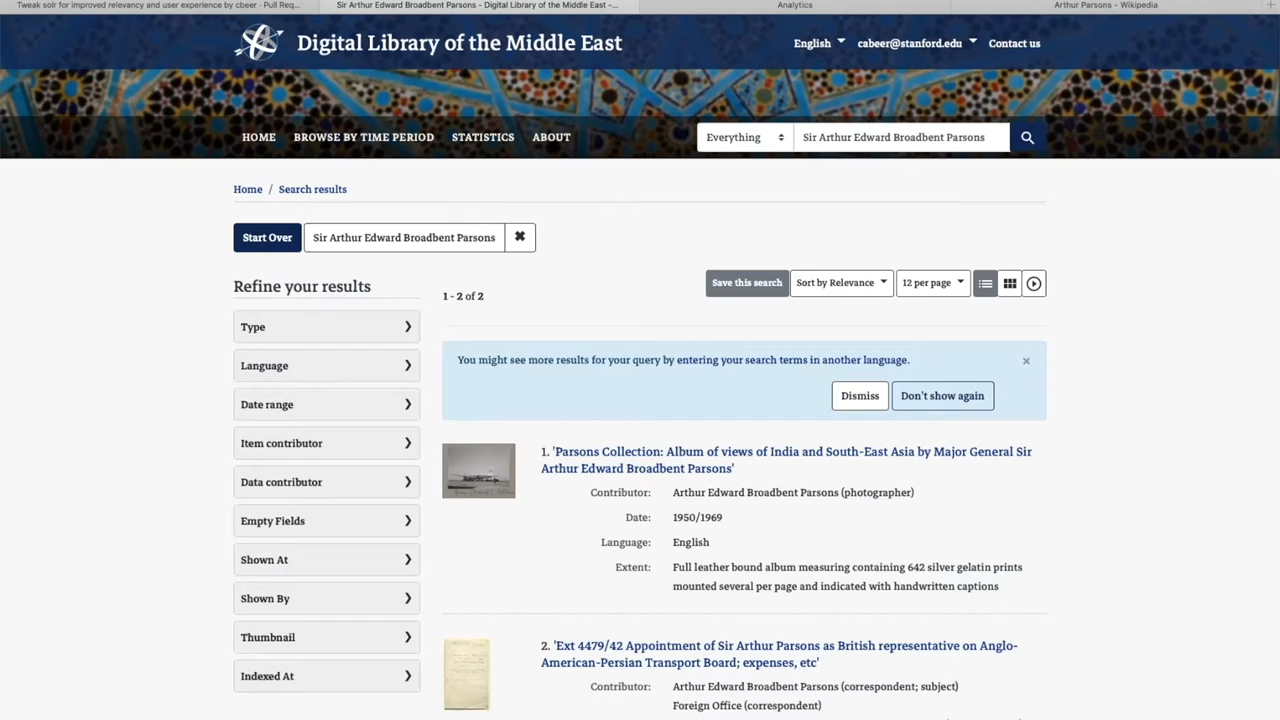 Tweak solr for improved relevancy and user experience by cbeer · Pull Req...
Sir Arthur Edward Broadbent Parsons - Digital Library of the Middle East -...
Analytics
Arthur Parsons - Wikipedia
Digital Library of the Middle East
English
cabeer@stanford.edu
Contact us
HOME
BROWSE BY TIME PERIOD
STATISTICS
ABOUT
Everything
Sir Arthur Edward Broadbent Parsons
Home / Search results
Start Over
Sir Arthur Edward Broadbent Parsons ✖
Refine your results
Type
Language
Date range
Item contributor
Data contributor
Empty Fields
Shown At
Shown By
Thumbnail
Indexed At
1 - 2 of 2
Save this search
Sort by Relevance
12 per page
You might see more results for your query by entering your search terms in another language.
×
Dismiss
Don't show again
1. 'Parsons Collection: Album of views of India and South-East Asia by Major General Sir
Arthur Edward Broadbent Parsons'
Contributor: Arthur Edward Broadbent Parsons (photographer)
Date: 1950/1969
Language: English
Extent: Full leather bound album measuring containing 642 silver gelatin prints
mounted several per page and indicated with handwritten captions
2. 'Ext 4479/42 Appointment of Sir Arthur Parsons as British representative on Anglo-
American-Persian Transport Board; expenses, etc'
Contributor: Arthur Edward Broadbent Parsons (correspondent; subject)
Foreign Office (correspondent)